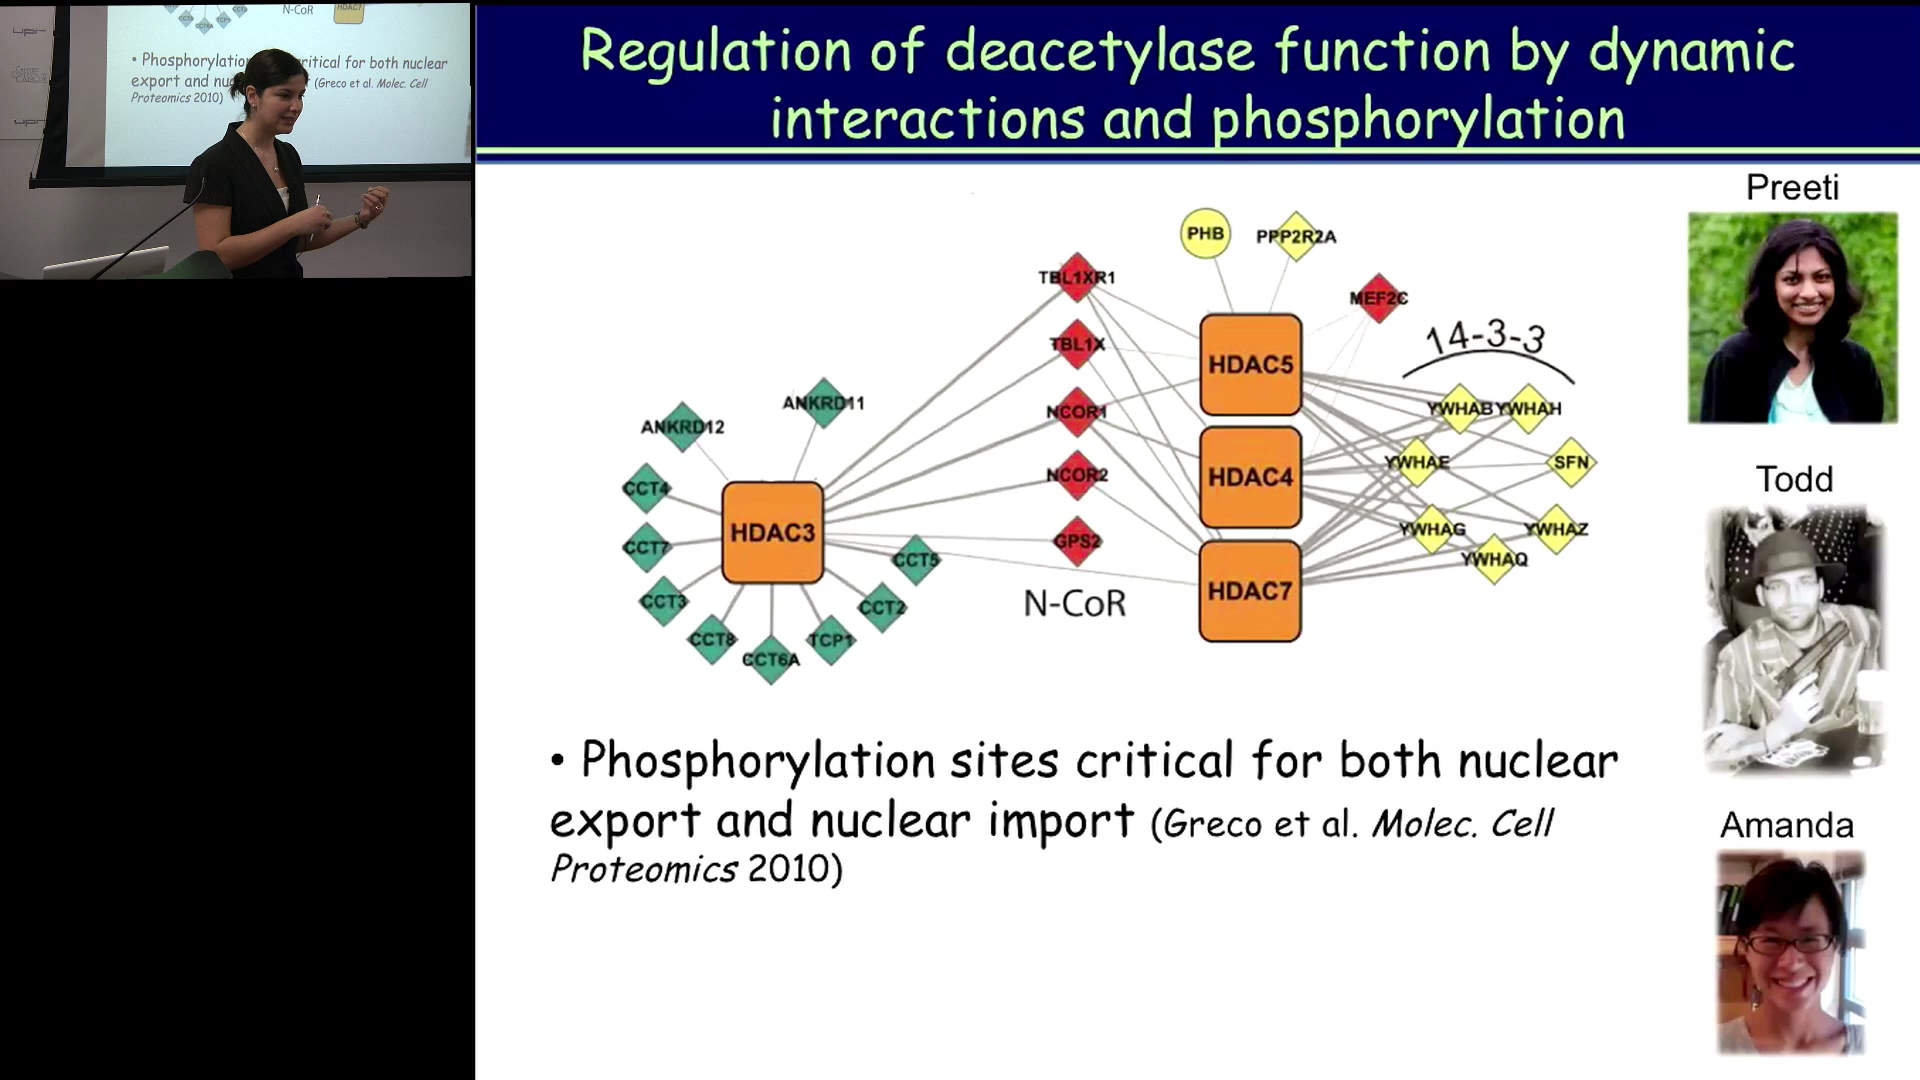 upr
N-CoR
HDAC7
• Phosphorylation critical for both nuclear
export and (Greco et al. Molec. Cell
Proteomics 2010)
upr
Regulation of deacetylase function by dynamic
interactions and phosphorylation
Preeti
PHB
PPP2R2A
TBL1XR1
MEF2C
14-3-3
TBL1X
HDAC5
ANKRD11
ANKRD12
NCOR1
YWHAB
YWHAH
YWHAE
SFN
CCT4
NCOR2
HDAC4
Todd
HDAC3
YWHAG
YWHAZ
CCT7
GPS2
CCT5
YWHAQ
CCT3
CCT2
N-CoR
HDAC7
CCT8
TCP1
CCT6A
• Phosphorylation sites critical for both nuclear
export and nuclear import (Greco et al. Molec. Cell
Proteomics 2010)
Amanda